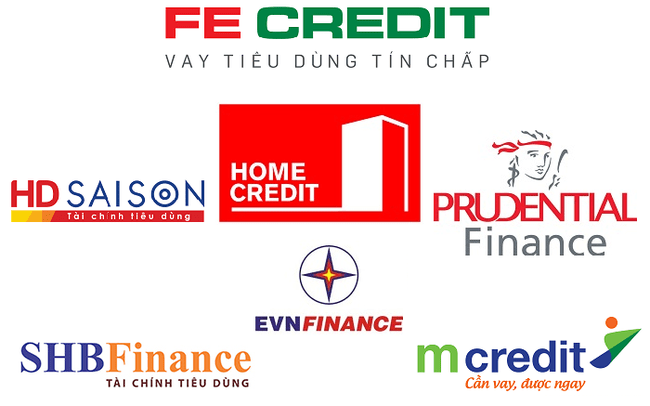 FE CREDIT
VAY TIÊU DÙNG TÍN CHẤP
HD SAISON
Tài chính tiêu dùng
HOME
CREDIT
PRUDENTIAL
Finance
EVNFINANCE
SHBFinance
TÀI CHÍNH TIÊU DÙNG
mcredit
Cần vay, được ngay